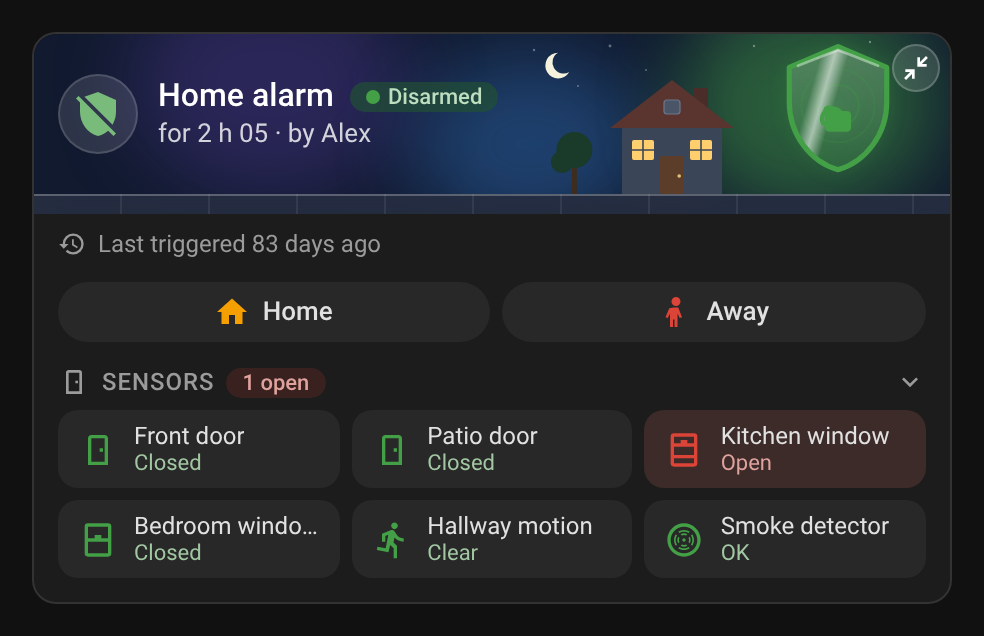 Home alarm
Disarmed
for 2 h 05 · by Alex
Last triggered 83 days ago
Home
Away
SENSORS
1 open
Front door
Closed
Patio door
Closed
Kitchen window
Open
Bedroom windo…
Closed
Hallway motion
Clear
Smoke detector
OK